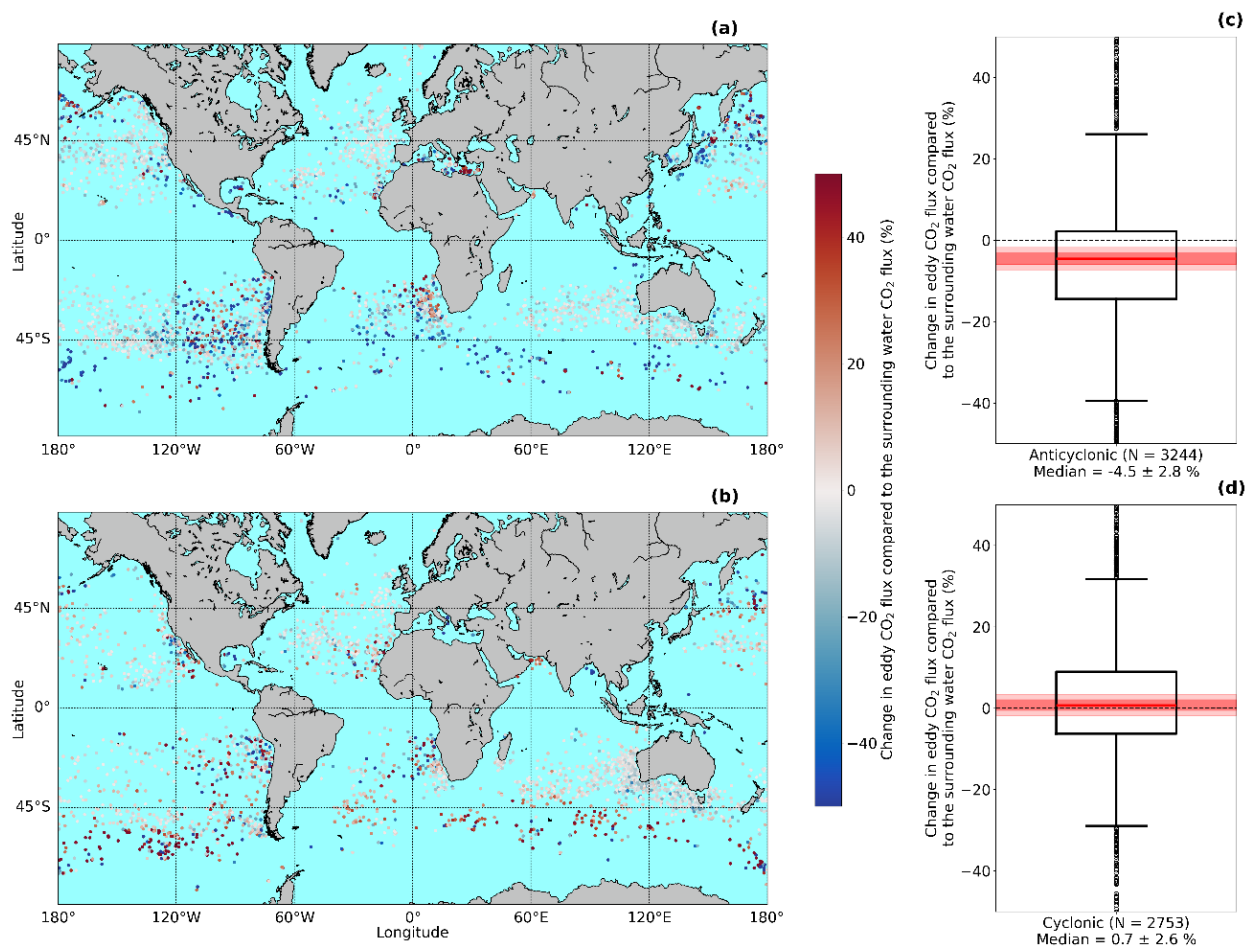 (a)
45°N
0°
45°S
Latitude
180°
120°W
60°W
0°
60°E
120°E
180°
(b)
45°N
0°
45°S
Latitude
180°
120°W
60°W
0°
60°E
120°E
180°
Longitude
40
20
0
−20
−40
Change in eddy CO₂ flux compared to the surrounding water CO₂ flux (%)
(c)
Change in eddy CO₂ flux compared
to the surrounding water CO₂ flux (%)
40
20
0
−20
−40
Anticyclonic (N = 3244)
Median = -4.5 ± 2.8 %
(d)
Change in eddy CO₂ flux compared
to the surrounding water CO₂ flux (%)
40
20
0
−20
−40
Cyclonic (N = 2753)
Median = 0.7 ± 2.6 %